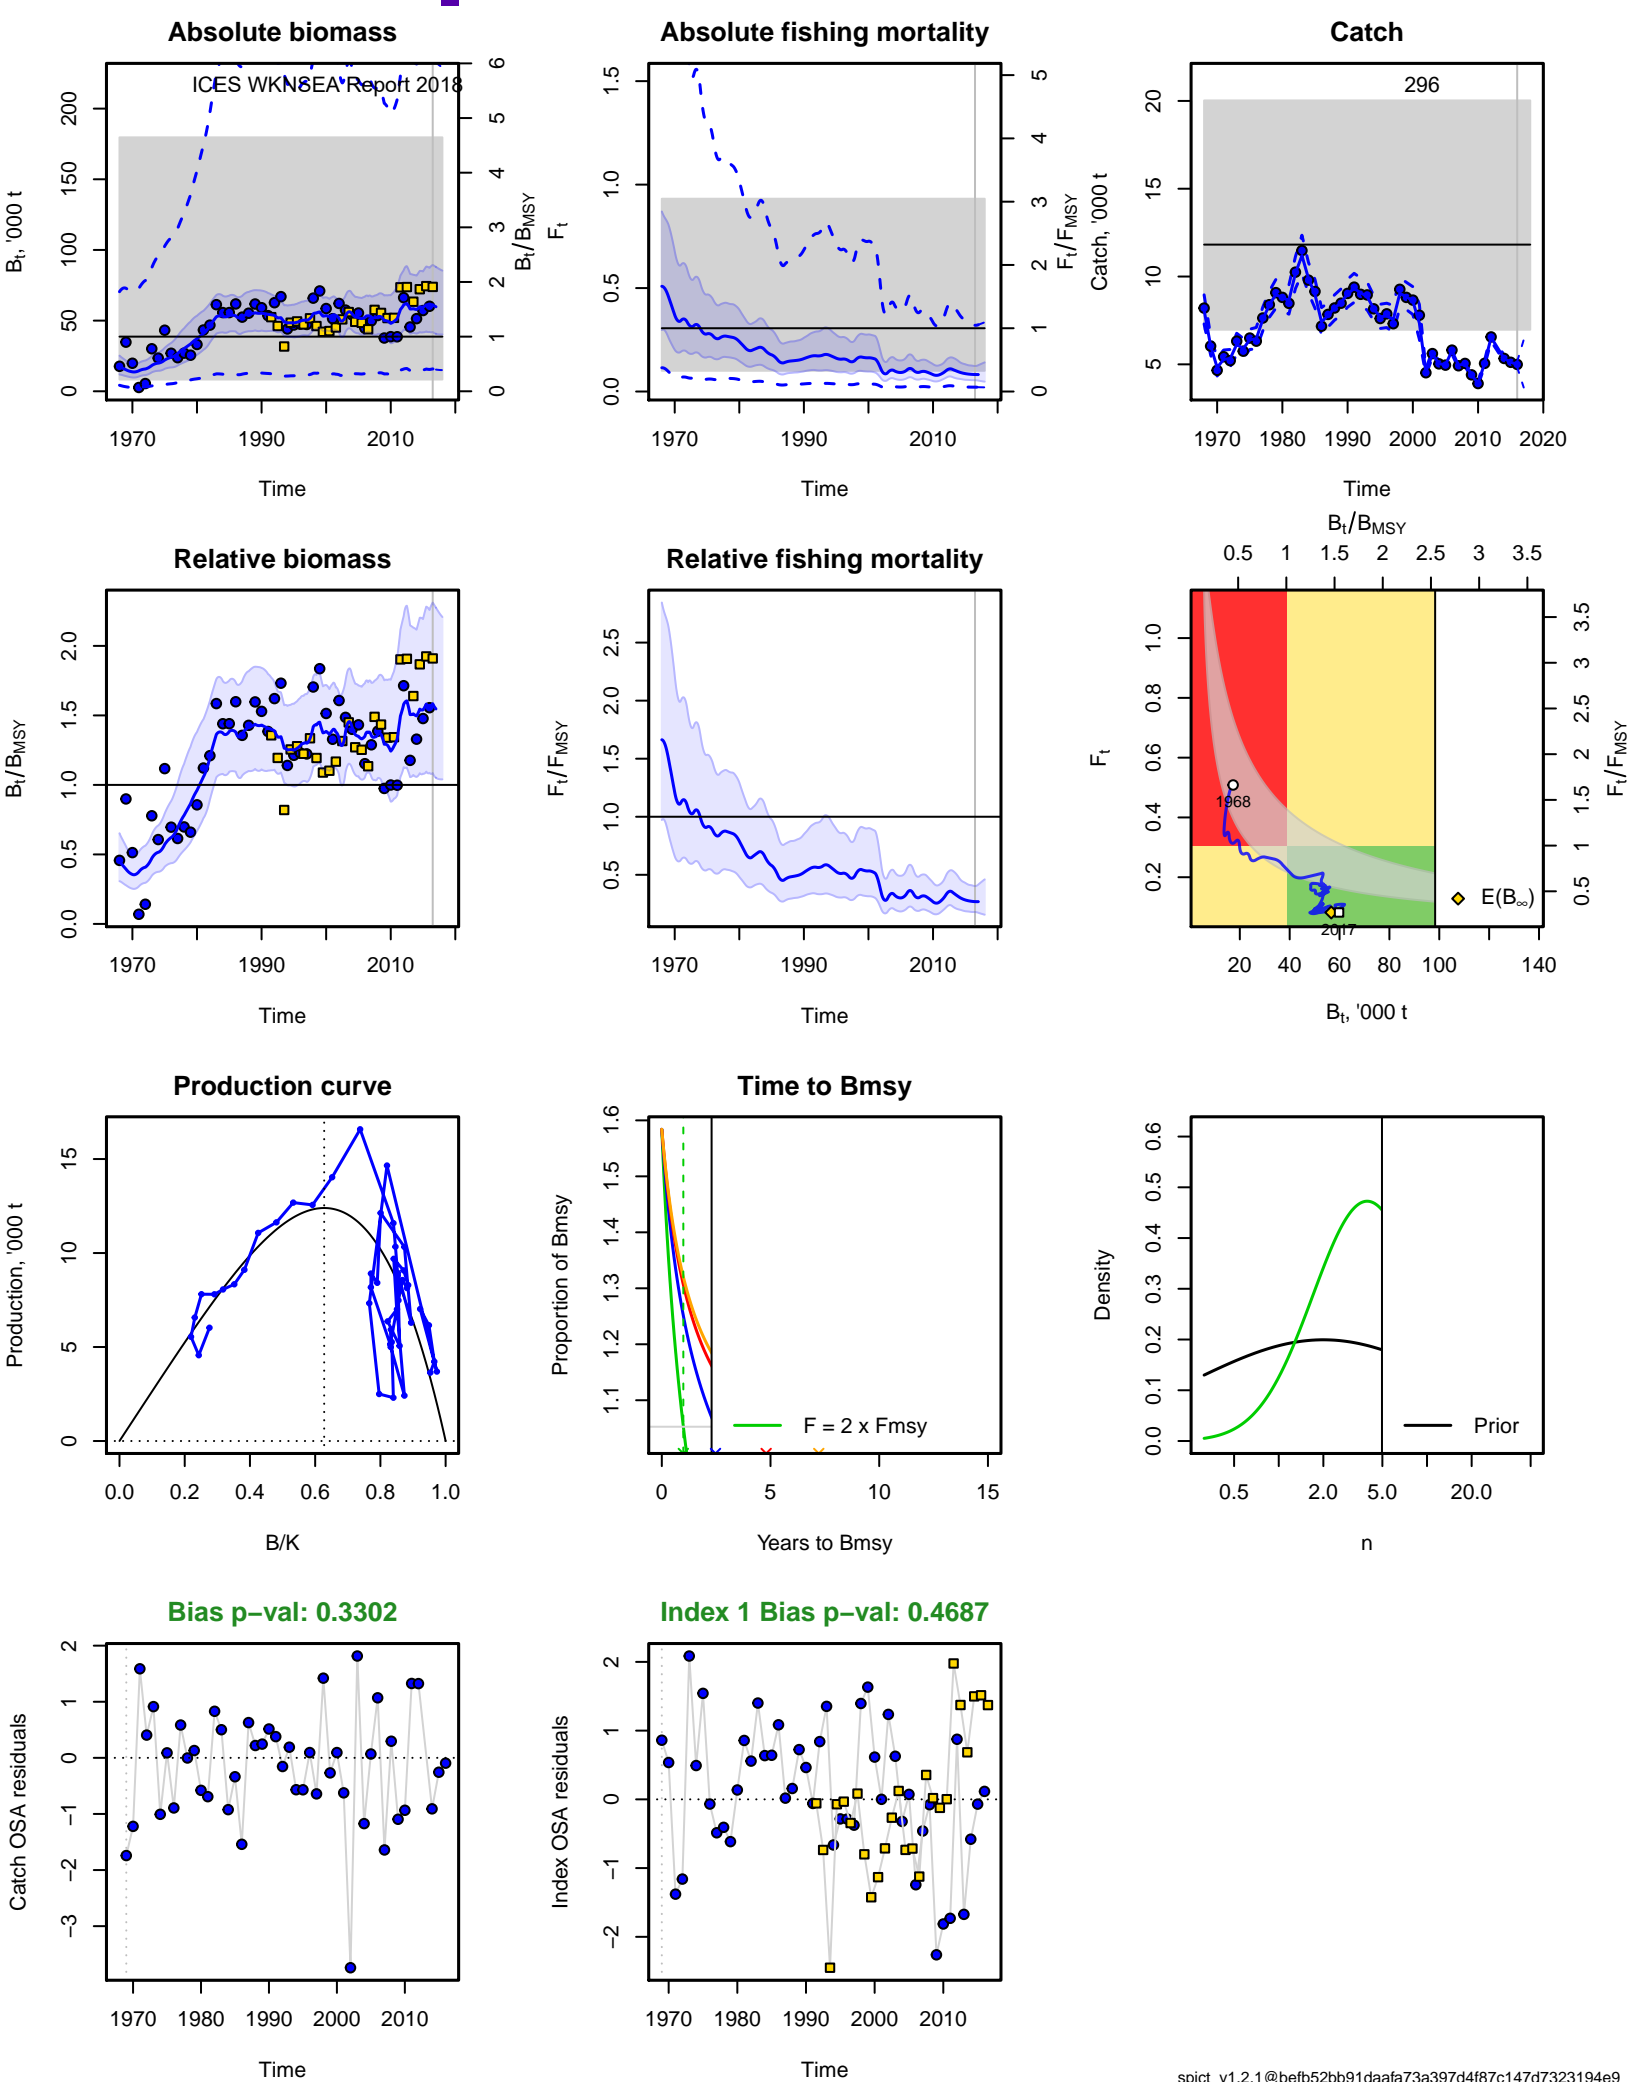 Absolute biomass
Absolute fishing mortality
Catch
ICES WKNSEA Report 2018
296
0 50 100 150 200
Bt, '000 t
0 1 2 3 4 5 6
Bt/BMSY
1970 1990 2010
Time
0.0 0.5 1.0 1.5
Ft
0 1 2 3 4 5
Ft/FMSY
1970 1990 2010
Time
5 10 15 20
Catch, '000 t
1970 1980 1990 2000 2010 2020
Time
Relative biomass
Relative fishing mortality
Bt/BMSY
0.5 1 1.5 2 2.5 3 3.5
0.0 0.5 1.0 1.5 2.0
Bt/BMSY
1970 1990 2010
Time
0.5 1.0 1.5 2.0 2.5
Ft/FMSY
1970 1990 2010
Time
0.2 0.4 0.6 0.8 1.0
Ft
0.5 1 1.5 2 2.5 3 3.5
Ft/FMSY
1968
2017
E(B∞)
20 40 60 80 100 140
Bt, '000 t
Production curve
Time to Bmsy
0 5 10 15
Production, '000 t
0.0 0.2 0.4 0.6 0.8 1.0
B/K
1.1 1.2 1.3 1.4 1.5 1.6
Proportion of Bmsy
F = 2 x Fmsy
0 5 10 15
Years to Bmsy
0.0 0.1 0.2 0.3 0.4 0.5 0.6
Density
Prior
0.5 2.0 5.0 20.0
n
Bias p−val: 0.3302
Index 1 Bias p−val: 0.4687
−3 −2 −1 0 1 2
Catch OSA residuals
1970 1980 1990 2000 2010
Time
−2 −1 0 1 2
Index OSA residuals
1970 1980 1990 2000 2010
Time
spict_v1.2.1@befb52bb91daafa73a397d4f87c147d7323194e9